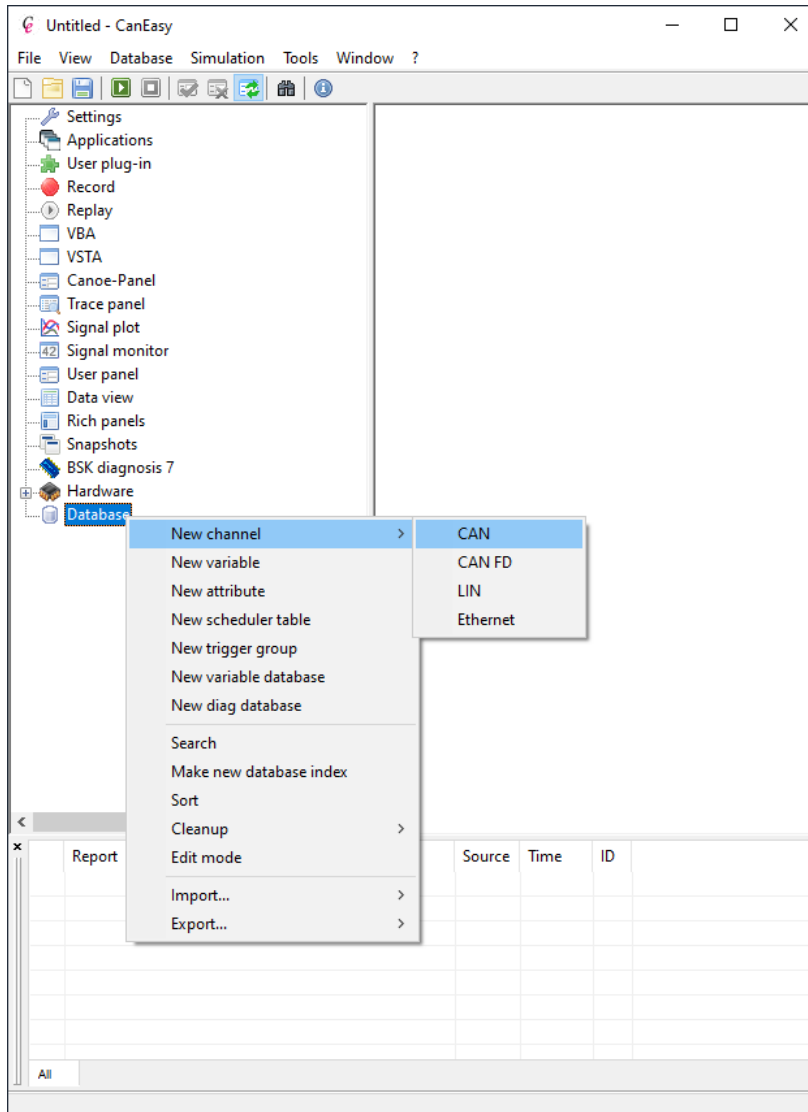 Untitled - CanEasy
File View Database Simulation Tools Window ?
Settings
Applications
User plug-in
Record
Replay
VBA
VSTA
Canoe-Panel
Trace panel
Signal plot
42 Signal monitor
User panel
Data view
Rich panels
Snapshots
BSK diagnosis 7
Hardware
Database
New channel
New variable
New attribute
New scheduler table
New trigger group
New variable database
New diag database
Search
Make new database index
Sort
Cleanup
Edit mode
Import...
Export...
CAN
CAN FD
LIN
Ethernet
Report Source Time ID
All